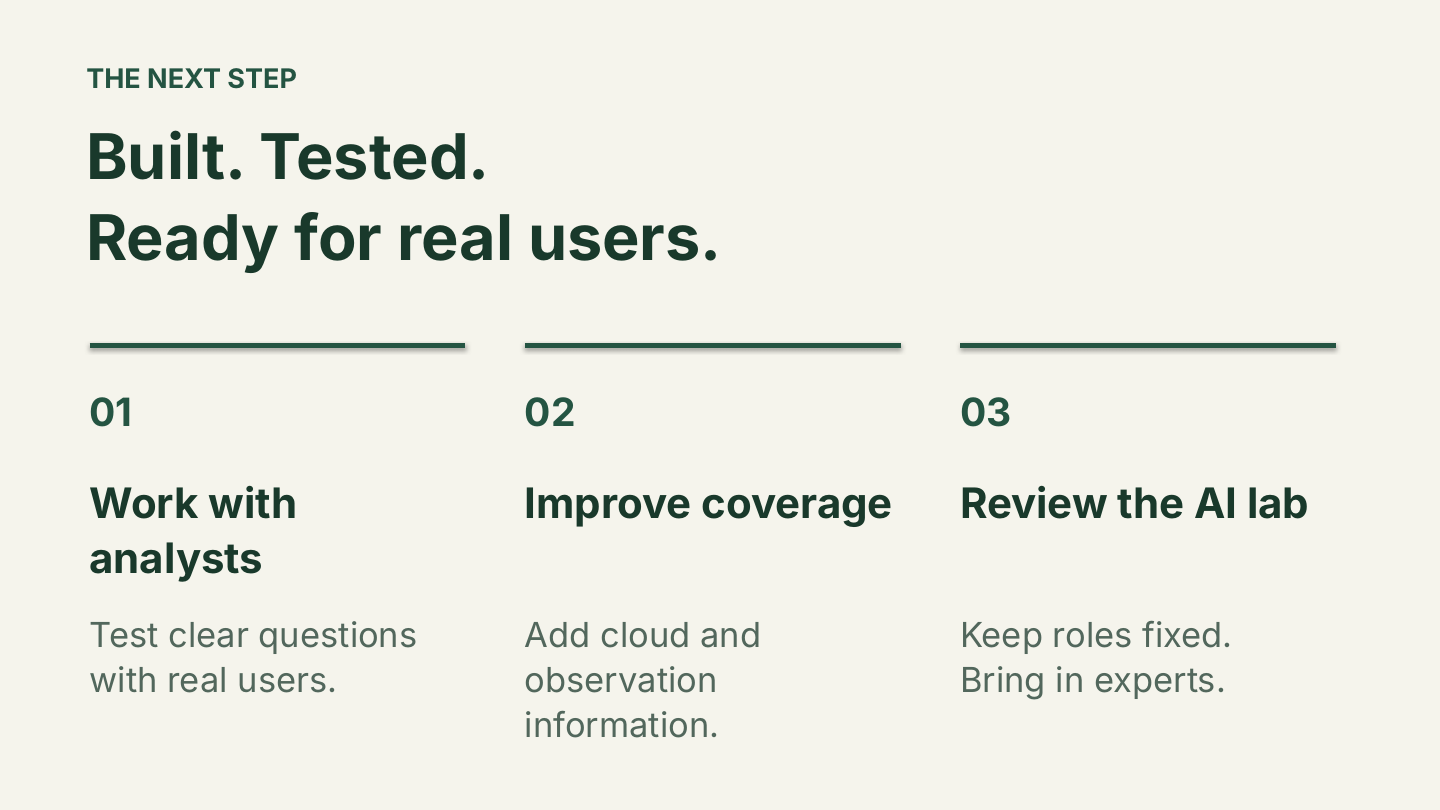 THE NEXT STEP
Built. Tested.
Ready for real users.
01
Work with
analysts
Test clear questions
with real users.
02
Improve coverage
Add cloud and
observation
information.
03
Review the AI lab
Keep roles fixed.
Bring in experts.